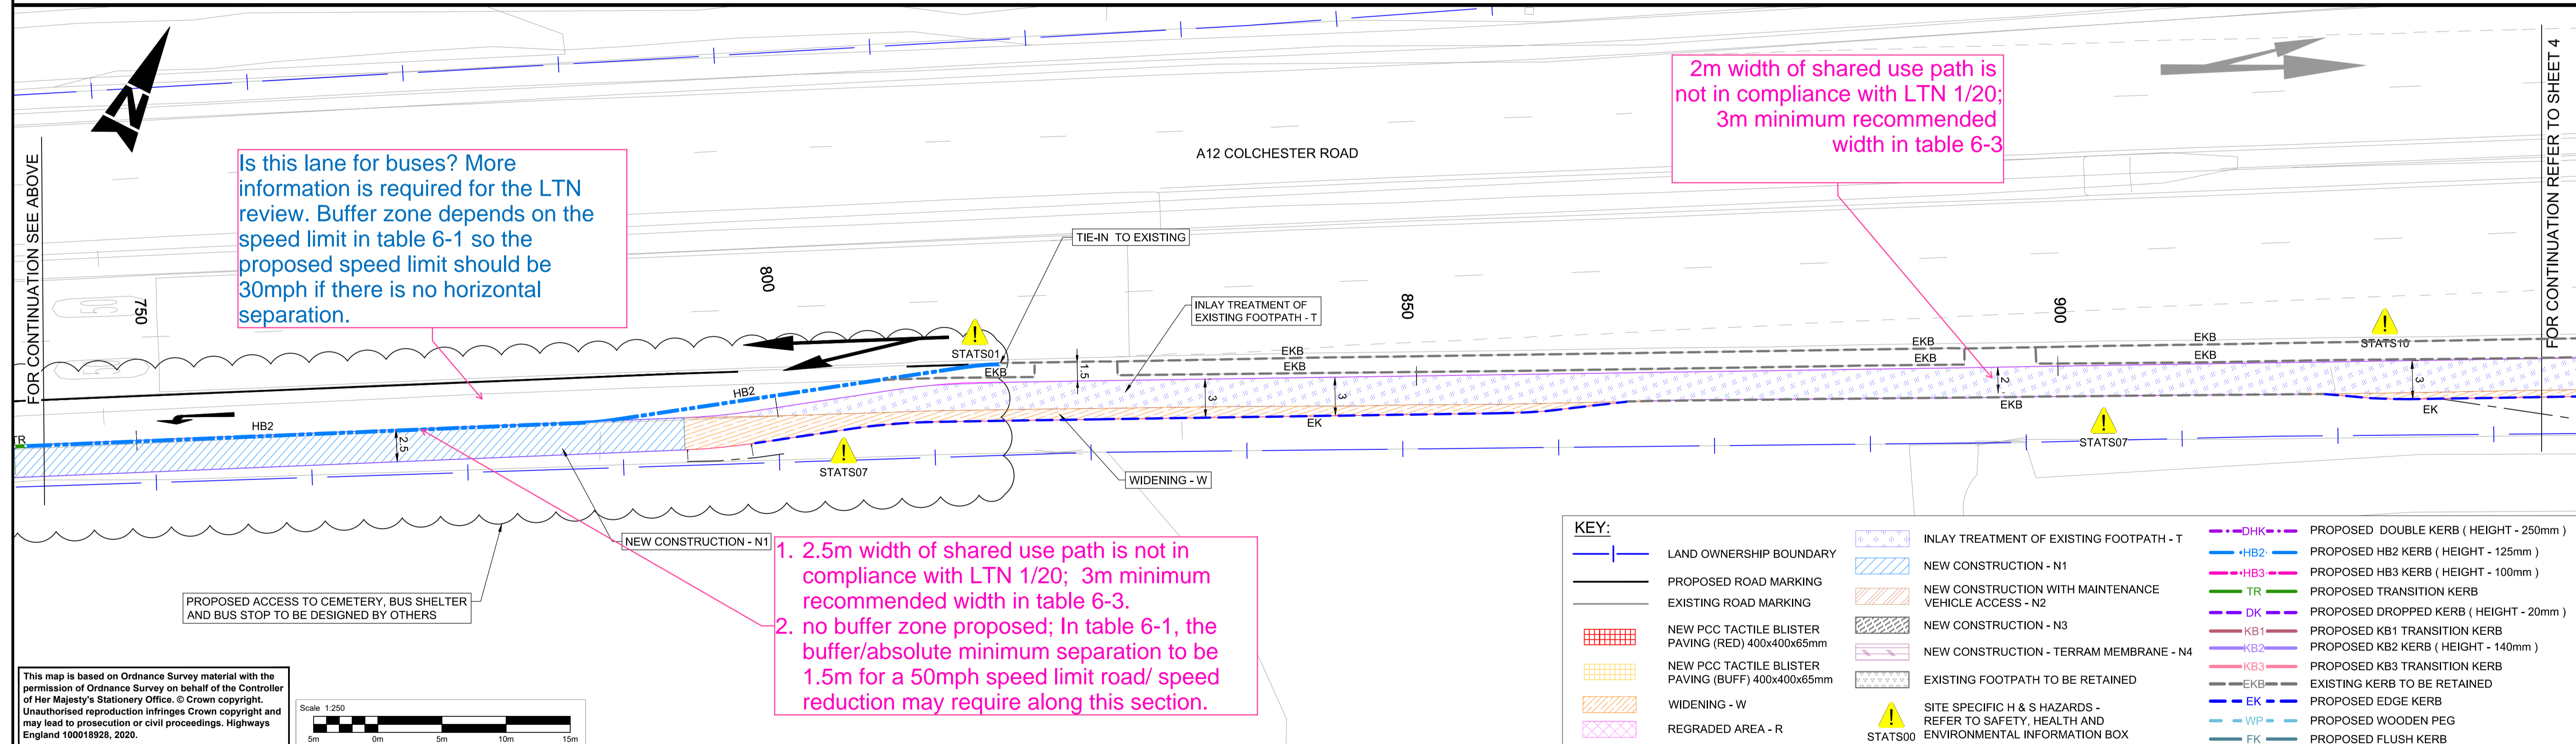 FOR CONTINUATION SEE ABOVE
N
Is this lane for buses? More
information is required for the LTN
review. Buffer zone depends on the
speed limit in table 6-1 so the
proposed speed limit should be
30mph if there is no horizontal
separation.
A12 COLCHESTER ROAD
2m width of shared use path is
not in compliance with LTN 1/20;
3m minimum recommended
width in table 6-3
FOR CONTINUATION REFER TO SHEET 4
TIE-IN TO EXISTING
INLAY TREATMENT OF
EXISTING FOOTPATH - T
750
800
850
900
STATS01
STATS10
EKB
EKB
EKB
EKB
EKB
EKB
EKB
EKB
1.5
3
3
2
3
HB2
HB2
TR
2.5
EK
EK
STATS07
STATS07
WIDENING - W
NEW CONSTRUCTION - N1
PROPOSED ACCESS TO CEMETERY, BUS SHELTER
AND BUS STOP TO BE DESIGNED BY OTHERS
1. 2.5m width of shared use path is not in
compliance with LTN 1/20; 3m minimum
recommended width in table 6-3.
2. no buffer zone proposed; In table 6-1, the
buffer/absolute minimum separation to be
1.5m for a 50mph speed limit road/ speed
reduction may require along this section.
This map is based on Ordnance Survey material with the
permission of Ordnance Survey on behalf of the Controller
of Her Majesty's Stationery Office. © Crown copyright.
Unauthorised reproduction infringes Crown copyright and
may lead to prosecution or civil proceedings. Highways
England 100018928, 2020.
Scale 1:250
5m 0m 5m 10m 15m
KEY:
LAND OWNERSHIP BOUNDARY
PROPOSED ROAD MARKING
EXISTING ROAD MARKING
NEW PCC TACTILE BLISTER
PAVING (RED) 400x400x65mm
NEW PCC TACTILE BLISTER
PAVING (BUFF) 400x400x65mm
WIDENING - W
REGRADED AREA - R
INLAY TREATMENT OF EXISTING FOOTPATH - T
NEW CONSTRUCTION - N1
NEW CONSTRUCTION WITH MAINTENANCE
VEHICLE ACCESS - N2
NEW CONSTRUCTION - N3
NEW CONSTRUCTION - TERRAM MEMBRANE - N4
EXISTING FOOTPATH TO BE RETAINED
STATS00
SITE SPECIFIC H & S HAZARDS -
REFER TO SAFETY, HEALTH AND
ENVIRONMENTAL INFORMATION BOX
DHK PROPOSED DOUBLE KERB ( HEIGHT - 250mm )
HB2 PROPOSED HB2 KERB ( HEIGHT - 125mm )
HB3 PROPOSED HB3 KERB ( HEIGHT - 100mm )
TR PROPOSED TRANSITION KERB
DK PROPOSED DROPPED KERB ( HEIGHT - 20mm )
KB1 PROPOSED KB1 TRANSITION KERB
KB2 PROPOSED KB2 KERB ( HEIGHT - 140mm )
KB3 PROPOSED KB3 TRANSITION KERB
EKB EXISTING KERB TO BE RETAINED
EK PROPOSED EDGE KERB
WP PROPOSED WOODEN PEG
FK PROPOSED FLUSH KERB